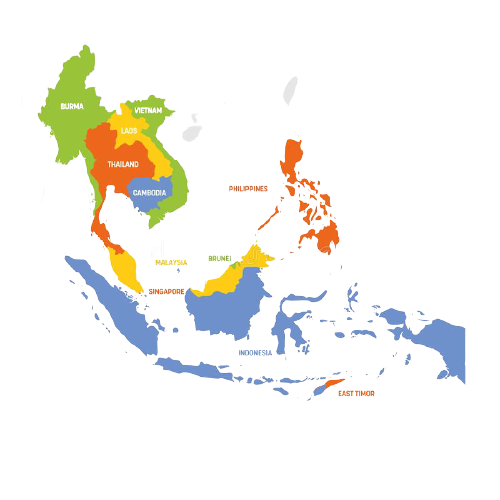 BURMA
VIETNAM
LAOS
THAILAND
CAMBODIA
PHILIPPINES
BRUNEI
MALAYSIA
SINGAPORE
INDONESIA
EAST TIMOR